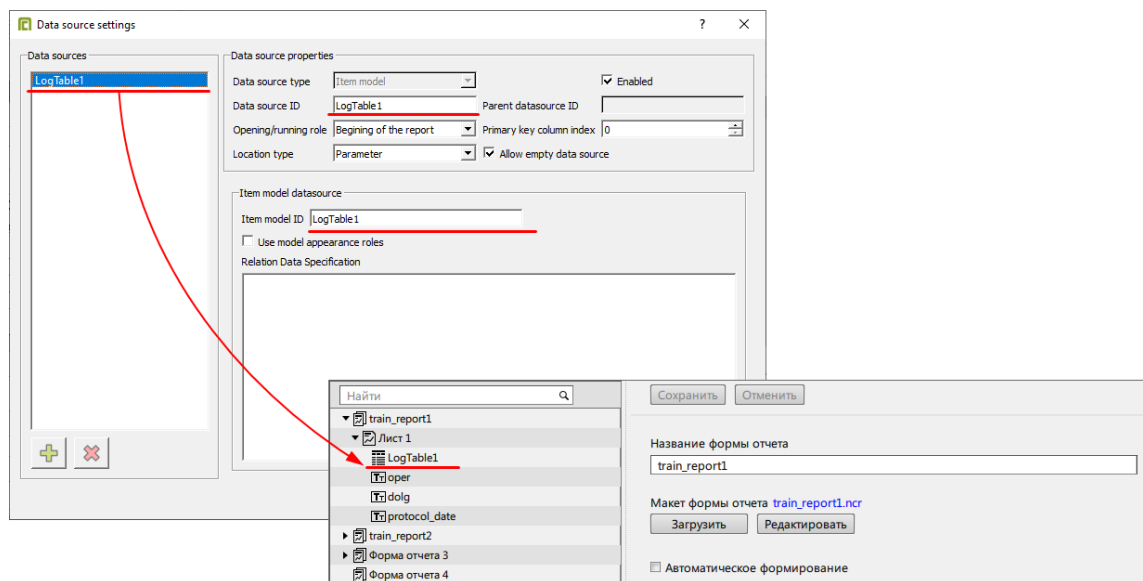 Data source settings
?
Data sources
LogTable1
Data source properties
Data source type Item model Enabled
Data source ID LogTable1 Parent datasource ID
Opening/running role Begining of the report Primary key column index 0
Location type Parameter Allow empty data source
Item model datasource
Item model ID LogTable1
Use model appearance roles
Relation Data Specification
Найти
train_report1
Лист 1
LogTable1
oper
dolg
protocol_date
train_report2
Форма отчета 3
Форма отчета 4
Сохранить Отменить
Название формы отчета
train_report1
Макет формы отчета train_report1.ncr
Загрузить Редактировать
Автоматическое формирование